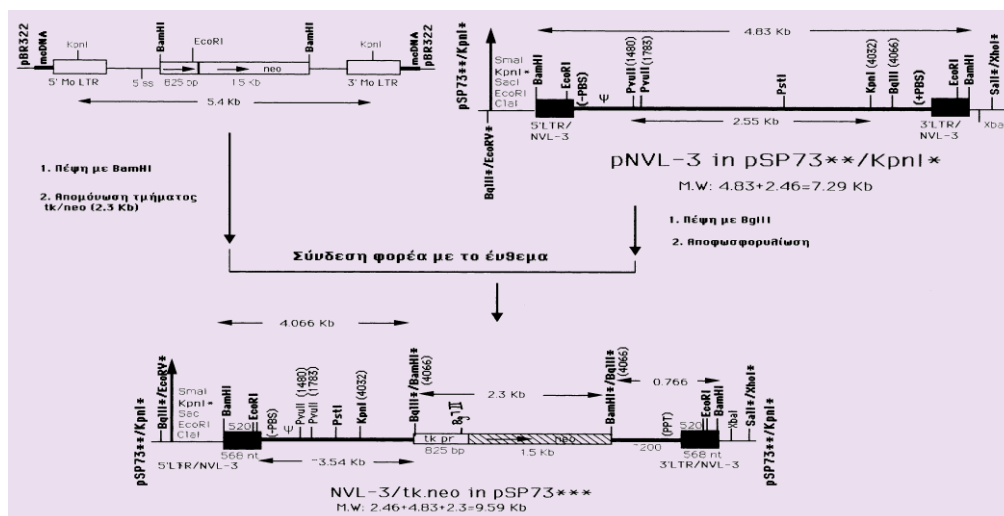 pBR322
mcDNA
KpnI
BamHI
EcoRI
BamHI
KpnI
mcDNA
pBR322
neo
5' Mo LTR
5'ss
825 bp
1.5 Kb
3' Mo LTR
5.4 Kb
1. Πέψη με BamHI
2. Απομόνωση τμήματος
tk/neo (2.3 Kb)
pSP73**/KpnI*
4.83 Kb
SmaI
KpnI*
SacI
EcoRI
ClaI
BglII*/EcoRV*
BamHI
EcoRI
(-PBS)
Ψ
PvuII (1480)
PvuII (1783)
PstI
KpnI (4032)
BglII (4066)
(+PBS)
EcoRI
BamHI
SalI*/XhoI*
Xba
5'LTR/
NVL-3
2.55 Kb
3'LTR/
NVL-3
pNVL-3 in pSP73**/KpnI*
M.W: 4.83+2.46=7.29 Kb
1. Πέψη με BglII
2. Αποφωσφορυλίωση
Σύνδεση φορέα με το ένθεμα
4.066 Kb
pSP73**/KpnI*
BglII*/EcoRV*
SmaI
KpnI*
Sac
EcoRI
ClaI
BamHI
EcoRI
(-PBS)
Ψ
PvuII (1480)
PvuII (1783)
PstI
KpnI (4032)
BglII*/BamHI*
(4066)
2.3 Kb
BglII
BamHI*/BglII*
(4066)
0.766
(PPT)
EcoRI
BamHI
XbaI
SalI*/XhoI*
pSP73**/KpnI*
520
568 nt
5'LTR/NVL-3
~3.54 Kb
tk pr
neo
825 bp
1.5 Kb
~200
520
568 nt
3'LTR/NVL-3
NVL-3/tk.neo in pSP73***
M.W: 2.46+4.83+2.3=9.59 Kb